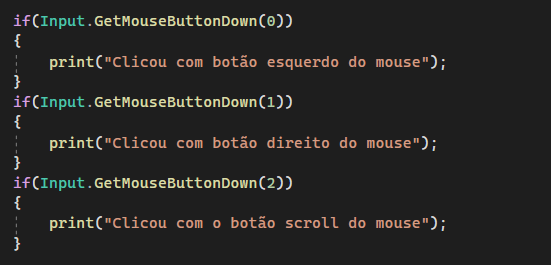 if(Input.GetMouseButtonDown(0))
{
    print("Clicou com botão esquerdo do mouse");
}
if(Input.GetMouseButtonDown(1))
{
    print("Clicou com botão direito do mouse");
}
if(Input.GetMouseButtonDown(2))
{
    print("Clicou com o botão scroll do mouse");
}